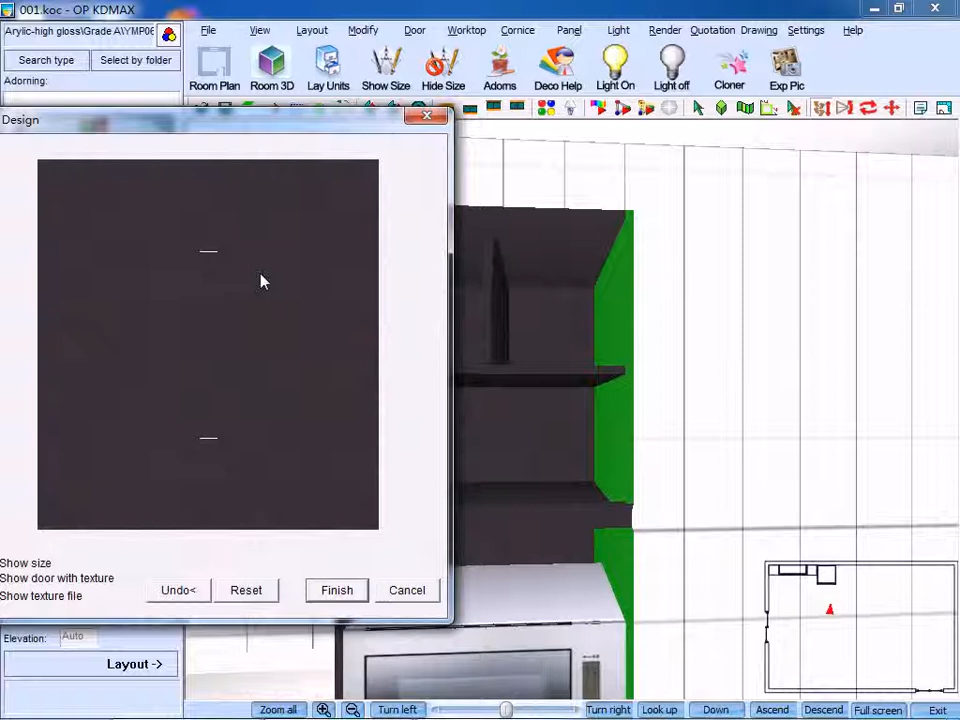 001.koc - OP KDMAX
Arylic-high gloss\Grade A\YMP06
File View Layout Modify Door Worktop Cornice Panel Light Render Quotation Drawing Settings Help
Search type
Select by folder
Adorning:
Room Plan Room 3D Lay Units Show Size Hide Size Adorns Deco Help Light On Light off Cloner Exp Pic
Design
Show size
Show door with texture
Show texture file
Undo<
Reset
Finish
Cancel
Elevation: Auto
Layout ->
Zoom all Turn left Turn right Look up Down Ascend Descend Full screen Exit